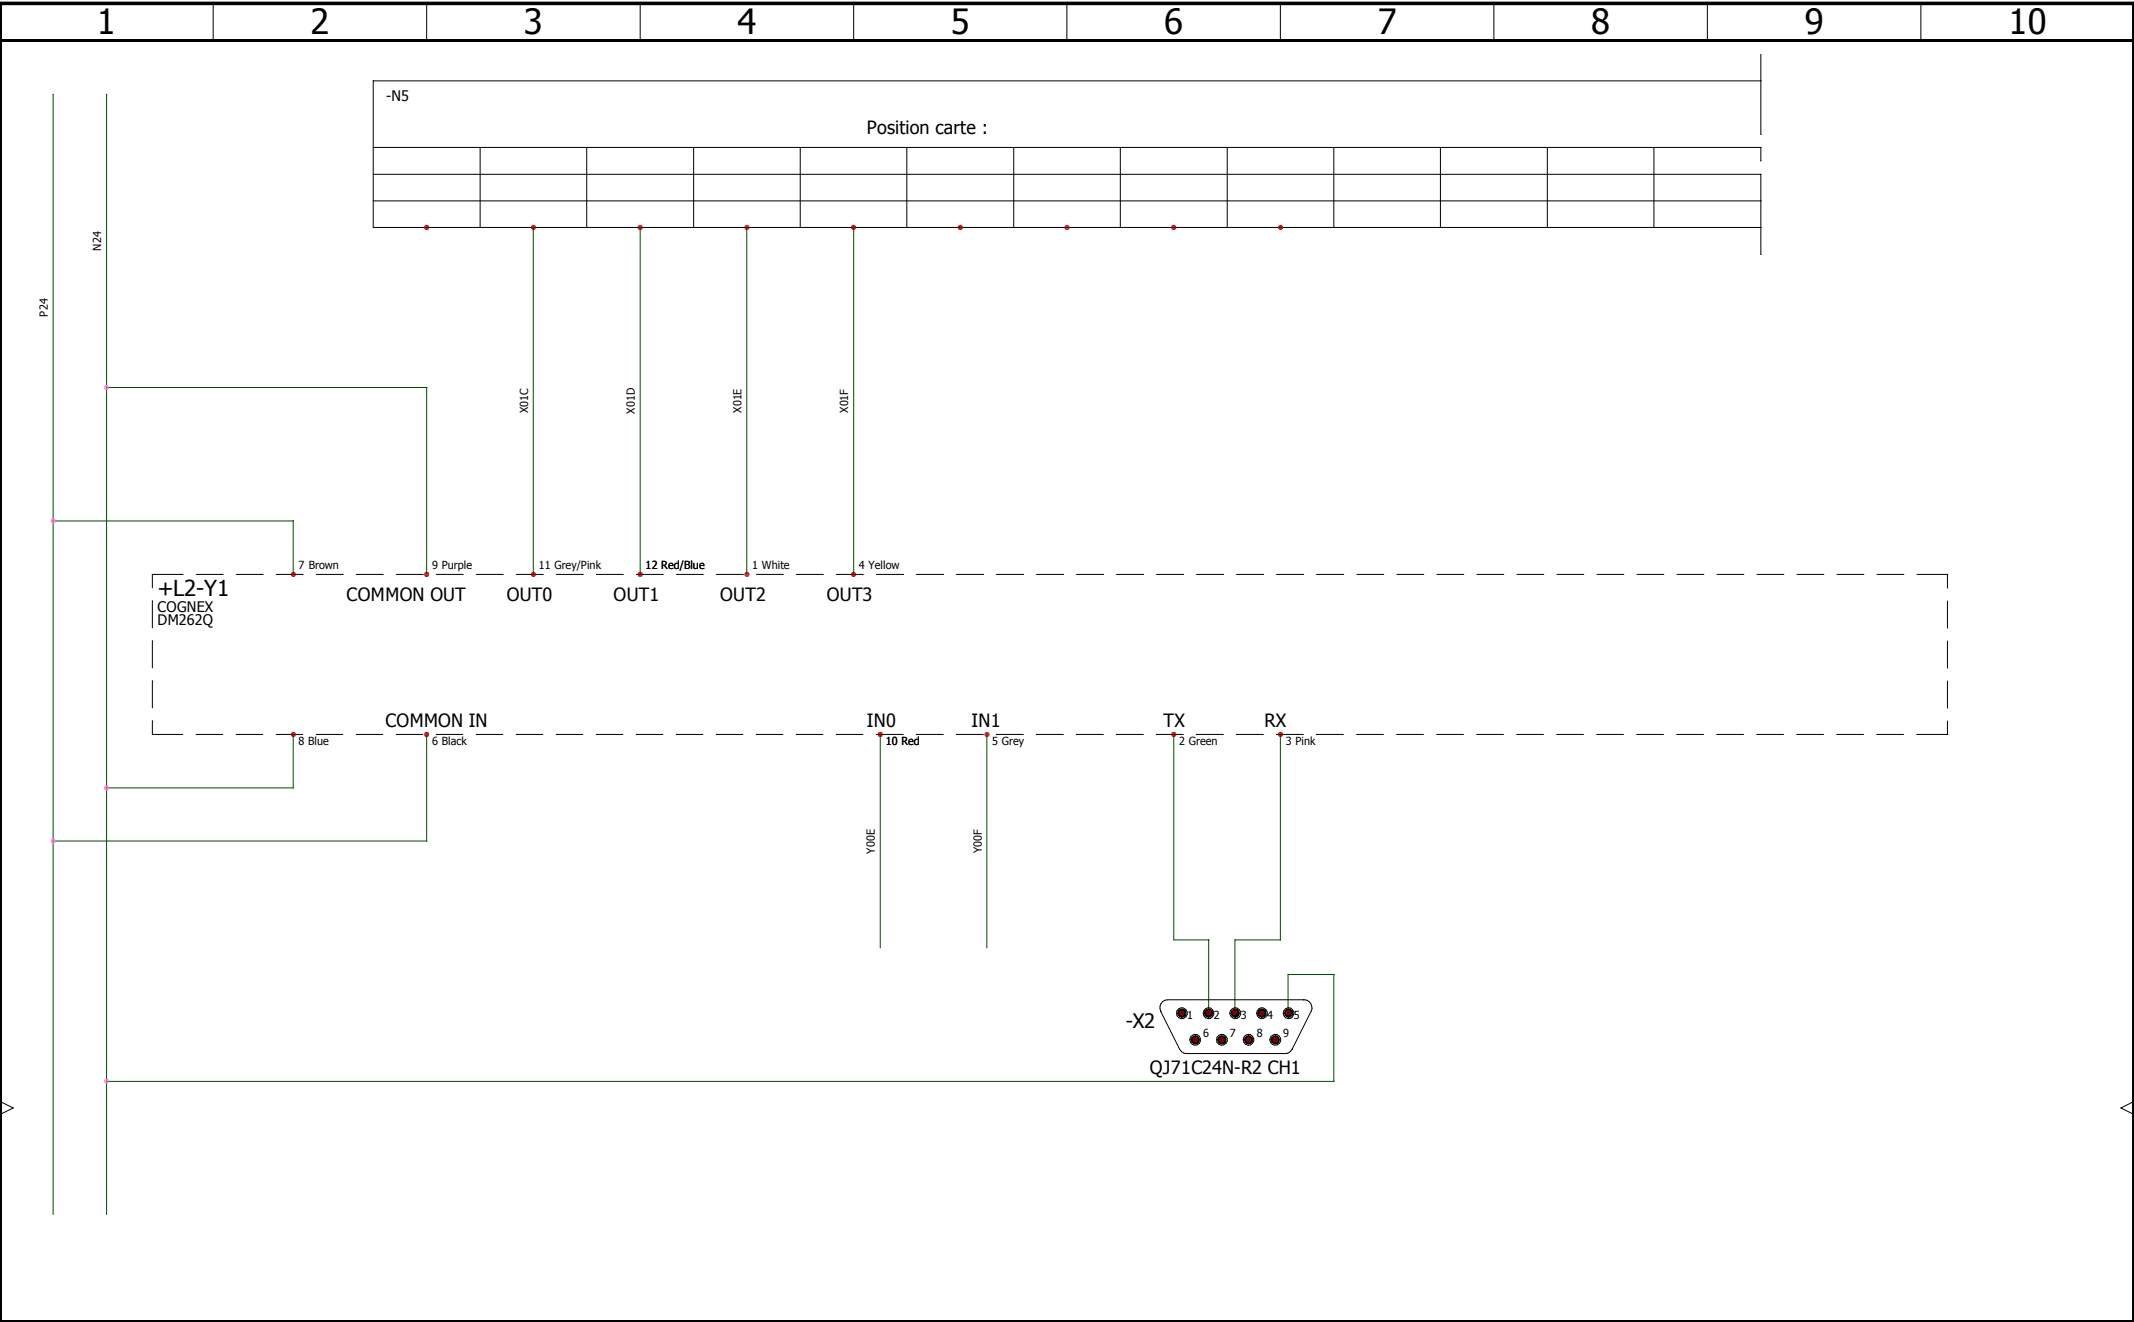 1 2 3 4 5 6 7 8 9 10
-N5
Position carte :
N24
P24
X01C X01D X01E X01F
7 Brown 9 Purple 11 Grey/Pink 12 Red/Blue 1 White 4 Yellow
+L2-Y1
COMMON OUT OUT0 OUT1 OUT2 OUT3
COGNEX
DM262Q
COMMON IN IN0 IN1 TX RX
8 Blue 6 Black 10 Red 5 Grey 2 Green 3 Pink
Y00E Y00F
-X2
1 2 3 4 5
6 7 8 9
QJ71C24N-R2 CH1